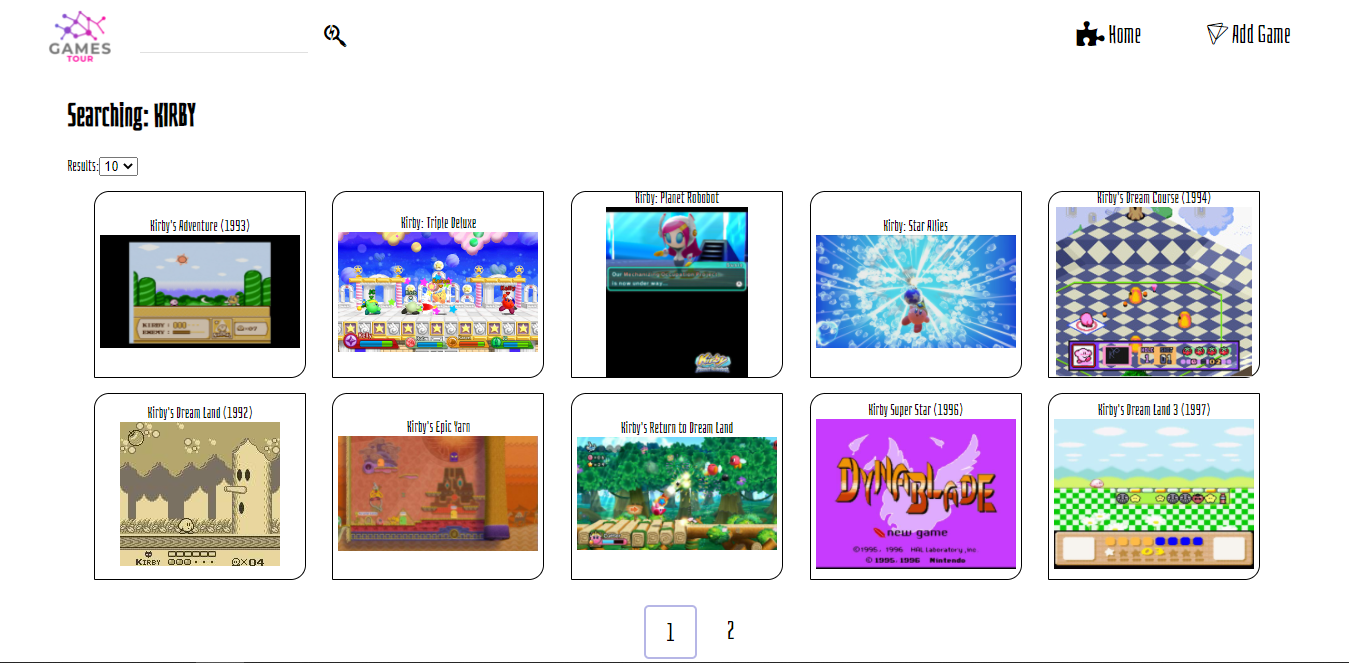 GAMES
TOUR
Home
Add Game
Searching: KIRBY
Results: 10
Kirby's Adventure (1993)
Kirby: Triple Deluxe
Kirby: Planet Robobot
Kirby: Star Allies
Kirby's Dream Course (1994)
KIRBY :
ENEMY :
is now under way...
Kirby
Kirby's Dream Land (1992)
Kirby's Epic Yarn
Kirby's Return to Dream Land
Kirby Super Star (1996)
Kirby's Dream Land 3 (1997)
KIRBY
×04
DYNABLADE
new game
©1995, 1996 HAL Laboratory ,Inc
© 1995, 1996 Nintendo
1
2